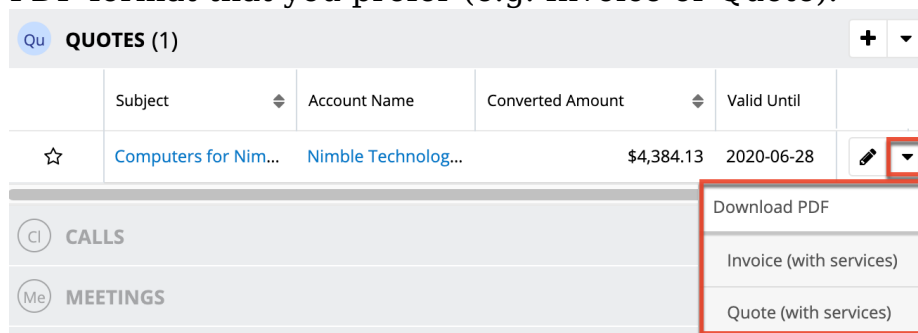 PDF format that you prefer (e.g. Invoice or Quote).
Qu QUOTES (1)
Subject Account Name Converted Amount Valid Until
Computers for Nim... Nimble Technolog... $4,384.13 2020-06-28
Download PDF
Cl CALLS
Invoice (with services)
Me MEETINGS
Quote (with services)